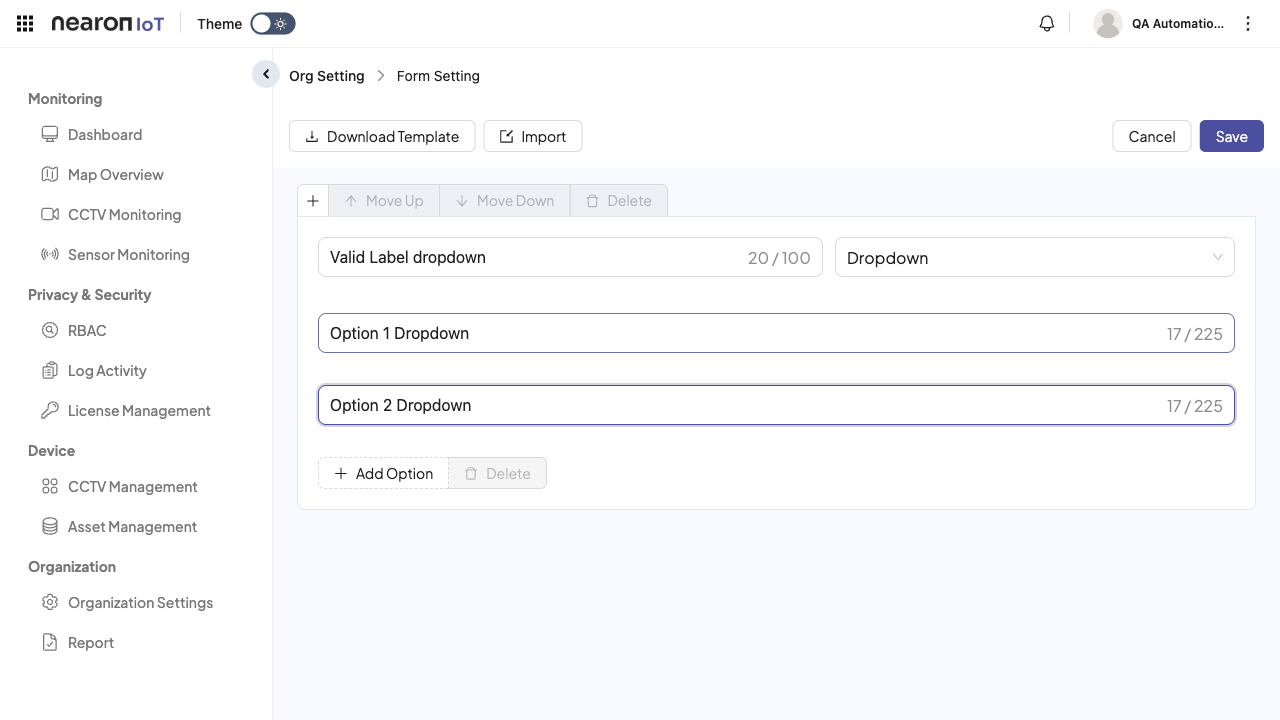 nearon IoT
Theme
QA Automatio...
Org Setting
Form Setting
Monitoring
Dashboard
Map Overview
CCTV Monitoring
Sensor Monitoring
Privacy & Security
RBAC
Log Activity
License Management
Device
CCTV Management
Asset Management
Organization
Organization Settings
Report
Download Template
Import
Cancel
Save
Move Up
Move Down
Delete
Valid Label dropdown
20 / 100
Dropdown
Option 1 Dropdown
17 / 225
Option 2 Dropdown
17 / 225
Add Option
Delete